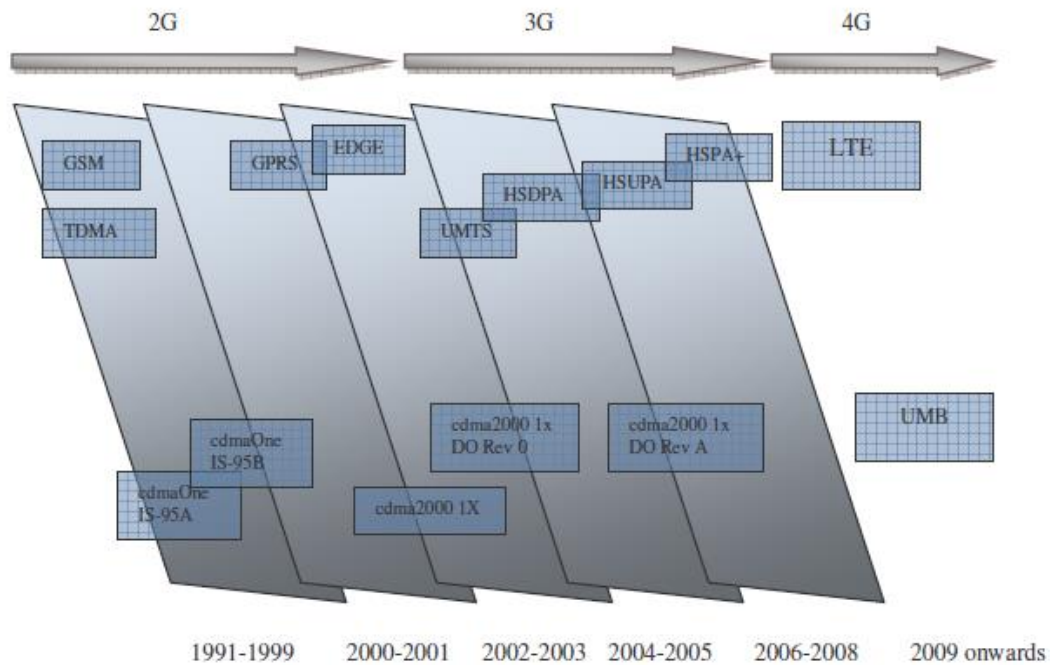 2G 3G 4G
EDGE
GSM GPRS HSPA+ LTE
HSDPA HSUPA
TDMA UMTS
cdmaOne
IS-95B
cdma2000 1x
DO Rev 0
cdma2000 1x
DO Rev A
UMB
cdmaOne
IS-95A
cdma2000 1X
1991-1999 2000-2001 2002-2003 2004-2005 2006-2008 2009 onwards